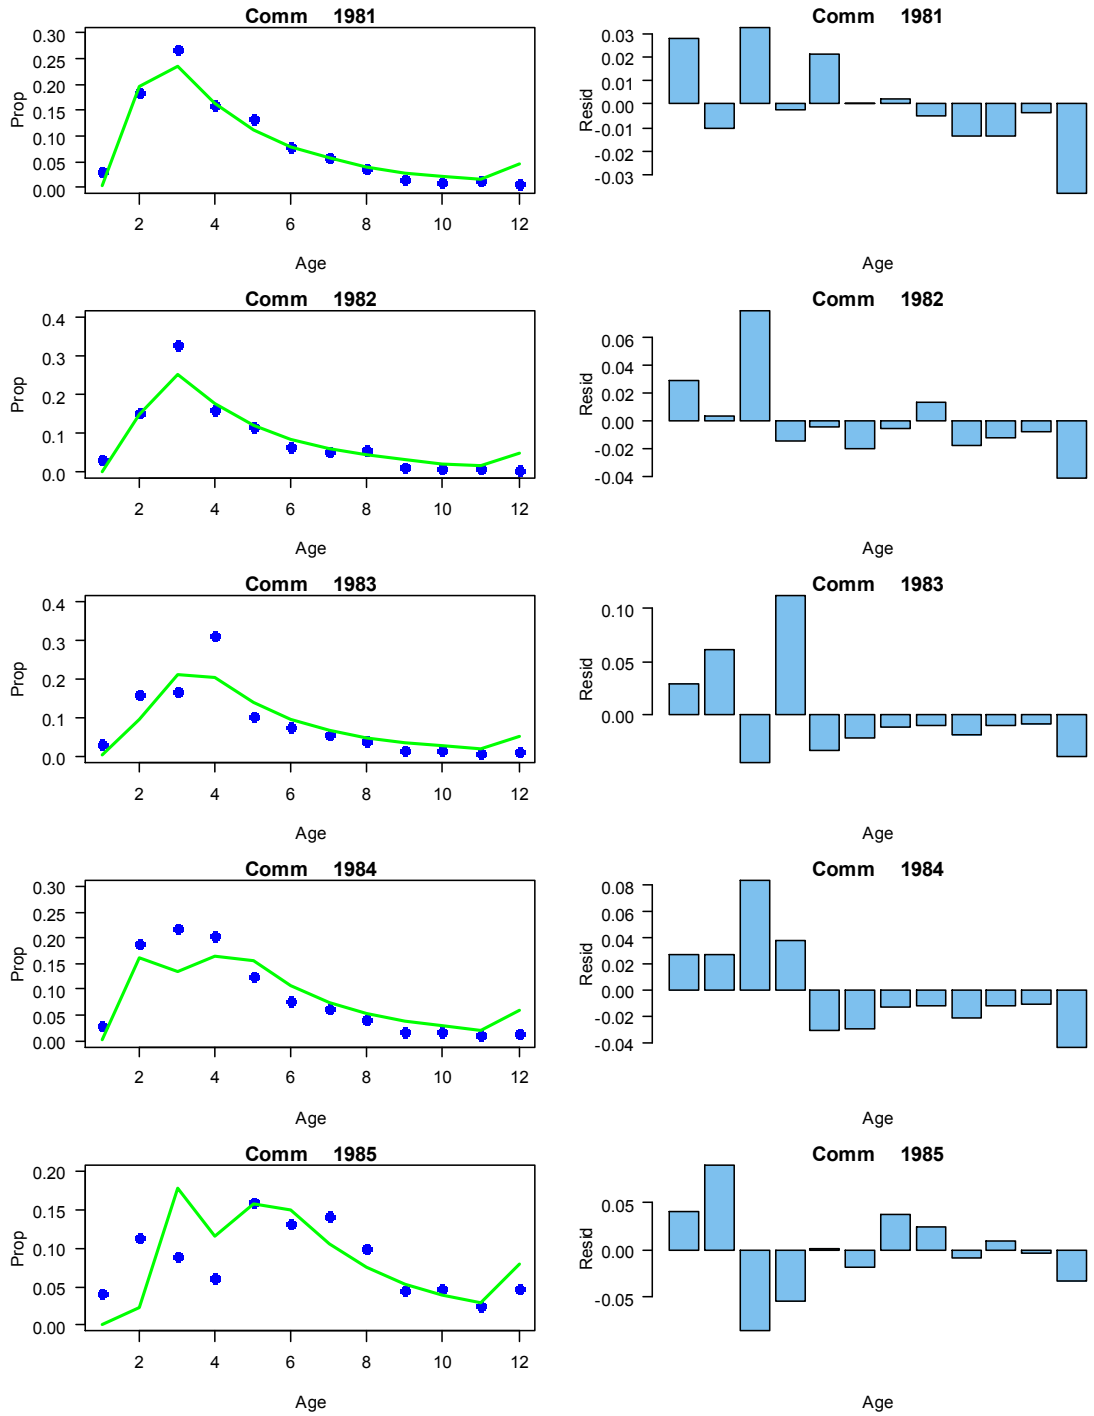 Comm 1981
Prop
0.30
0.25
0.20
0.15
0.10
0.05
0.00
2 4 6 8 10 12
Age
Comm 1981
Resid
0.03
0.02
0.01
0.00
-0.01
-0.02
-0.03
Age
Comm 1982
Prop
0.4
0.3
0.2
0.1
0.0
2 4 6 8 10 12
Age
Comm 1982
Resid
0.06
0.04
0.02
0.00
-0.02
-0.04
Age
Comm 1983
Prop
0.4
0.3
0.2
0.1
0.0
2 4 6 8 10 12
Age
Comm 1983
Resid
0.10
0.05
0.00
Age
Comm 1984
Prop
0.30
0.25
0.20
0.15
0.10
0.05
0.00
2 4 6 8 10 12
Age
Comm 1984
Resid
0.08
0.06
0.04
0.02
0.00
-0.02
-0.04
Age
Comm 1985
Prop
0.20
0.15
0.10
0.05
0.00
2 4 6 8 10 12
Age
Comm 1985
Resid
0.05
0.00
-0.05
Age